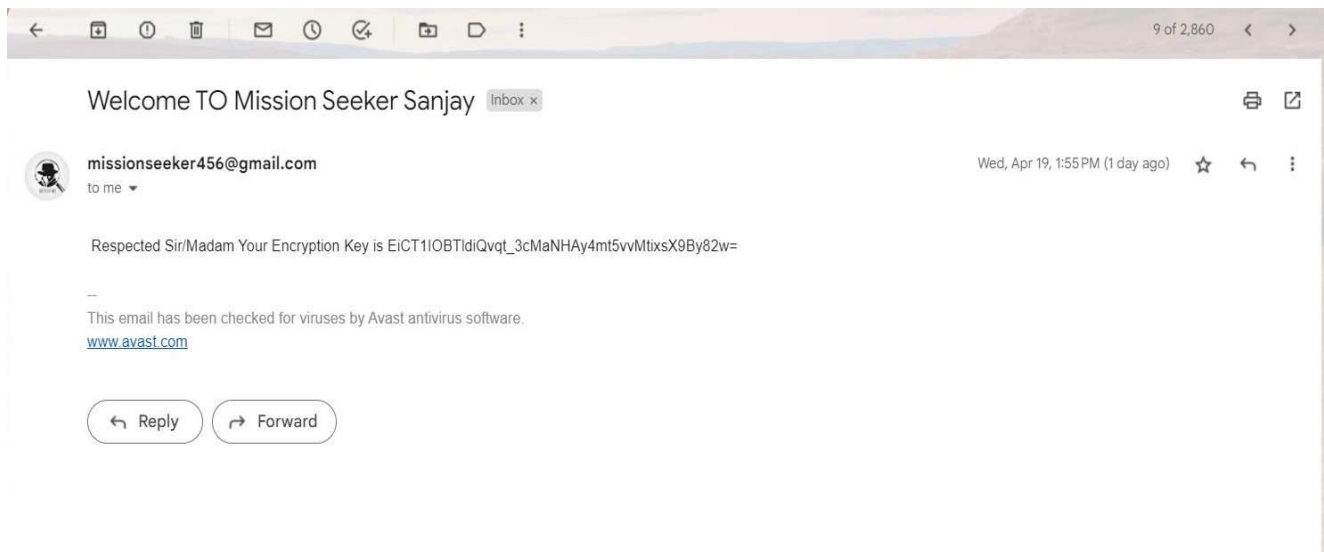 9 of 2,860
Welcome TO Mission Seeker Sanjay Inbox ×
missionseeker456@gmail.com
Wed, Apr 19, 1:55 PM (1 day ago)
to me
Respected Sir/Madam Your Encryption Key is EiCT1IOBTIdiQvqt_3cMaNHAy4mt5vvMtixsX9By82w=
--
This email has been checked for viruses by Avast antivirus software.
www.avast.com
Reply
Forward